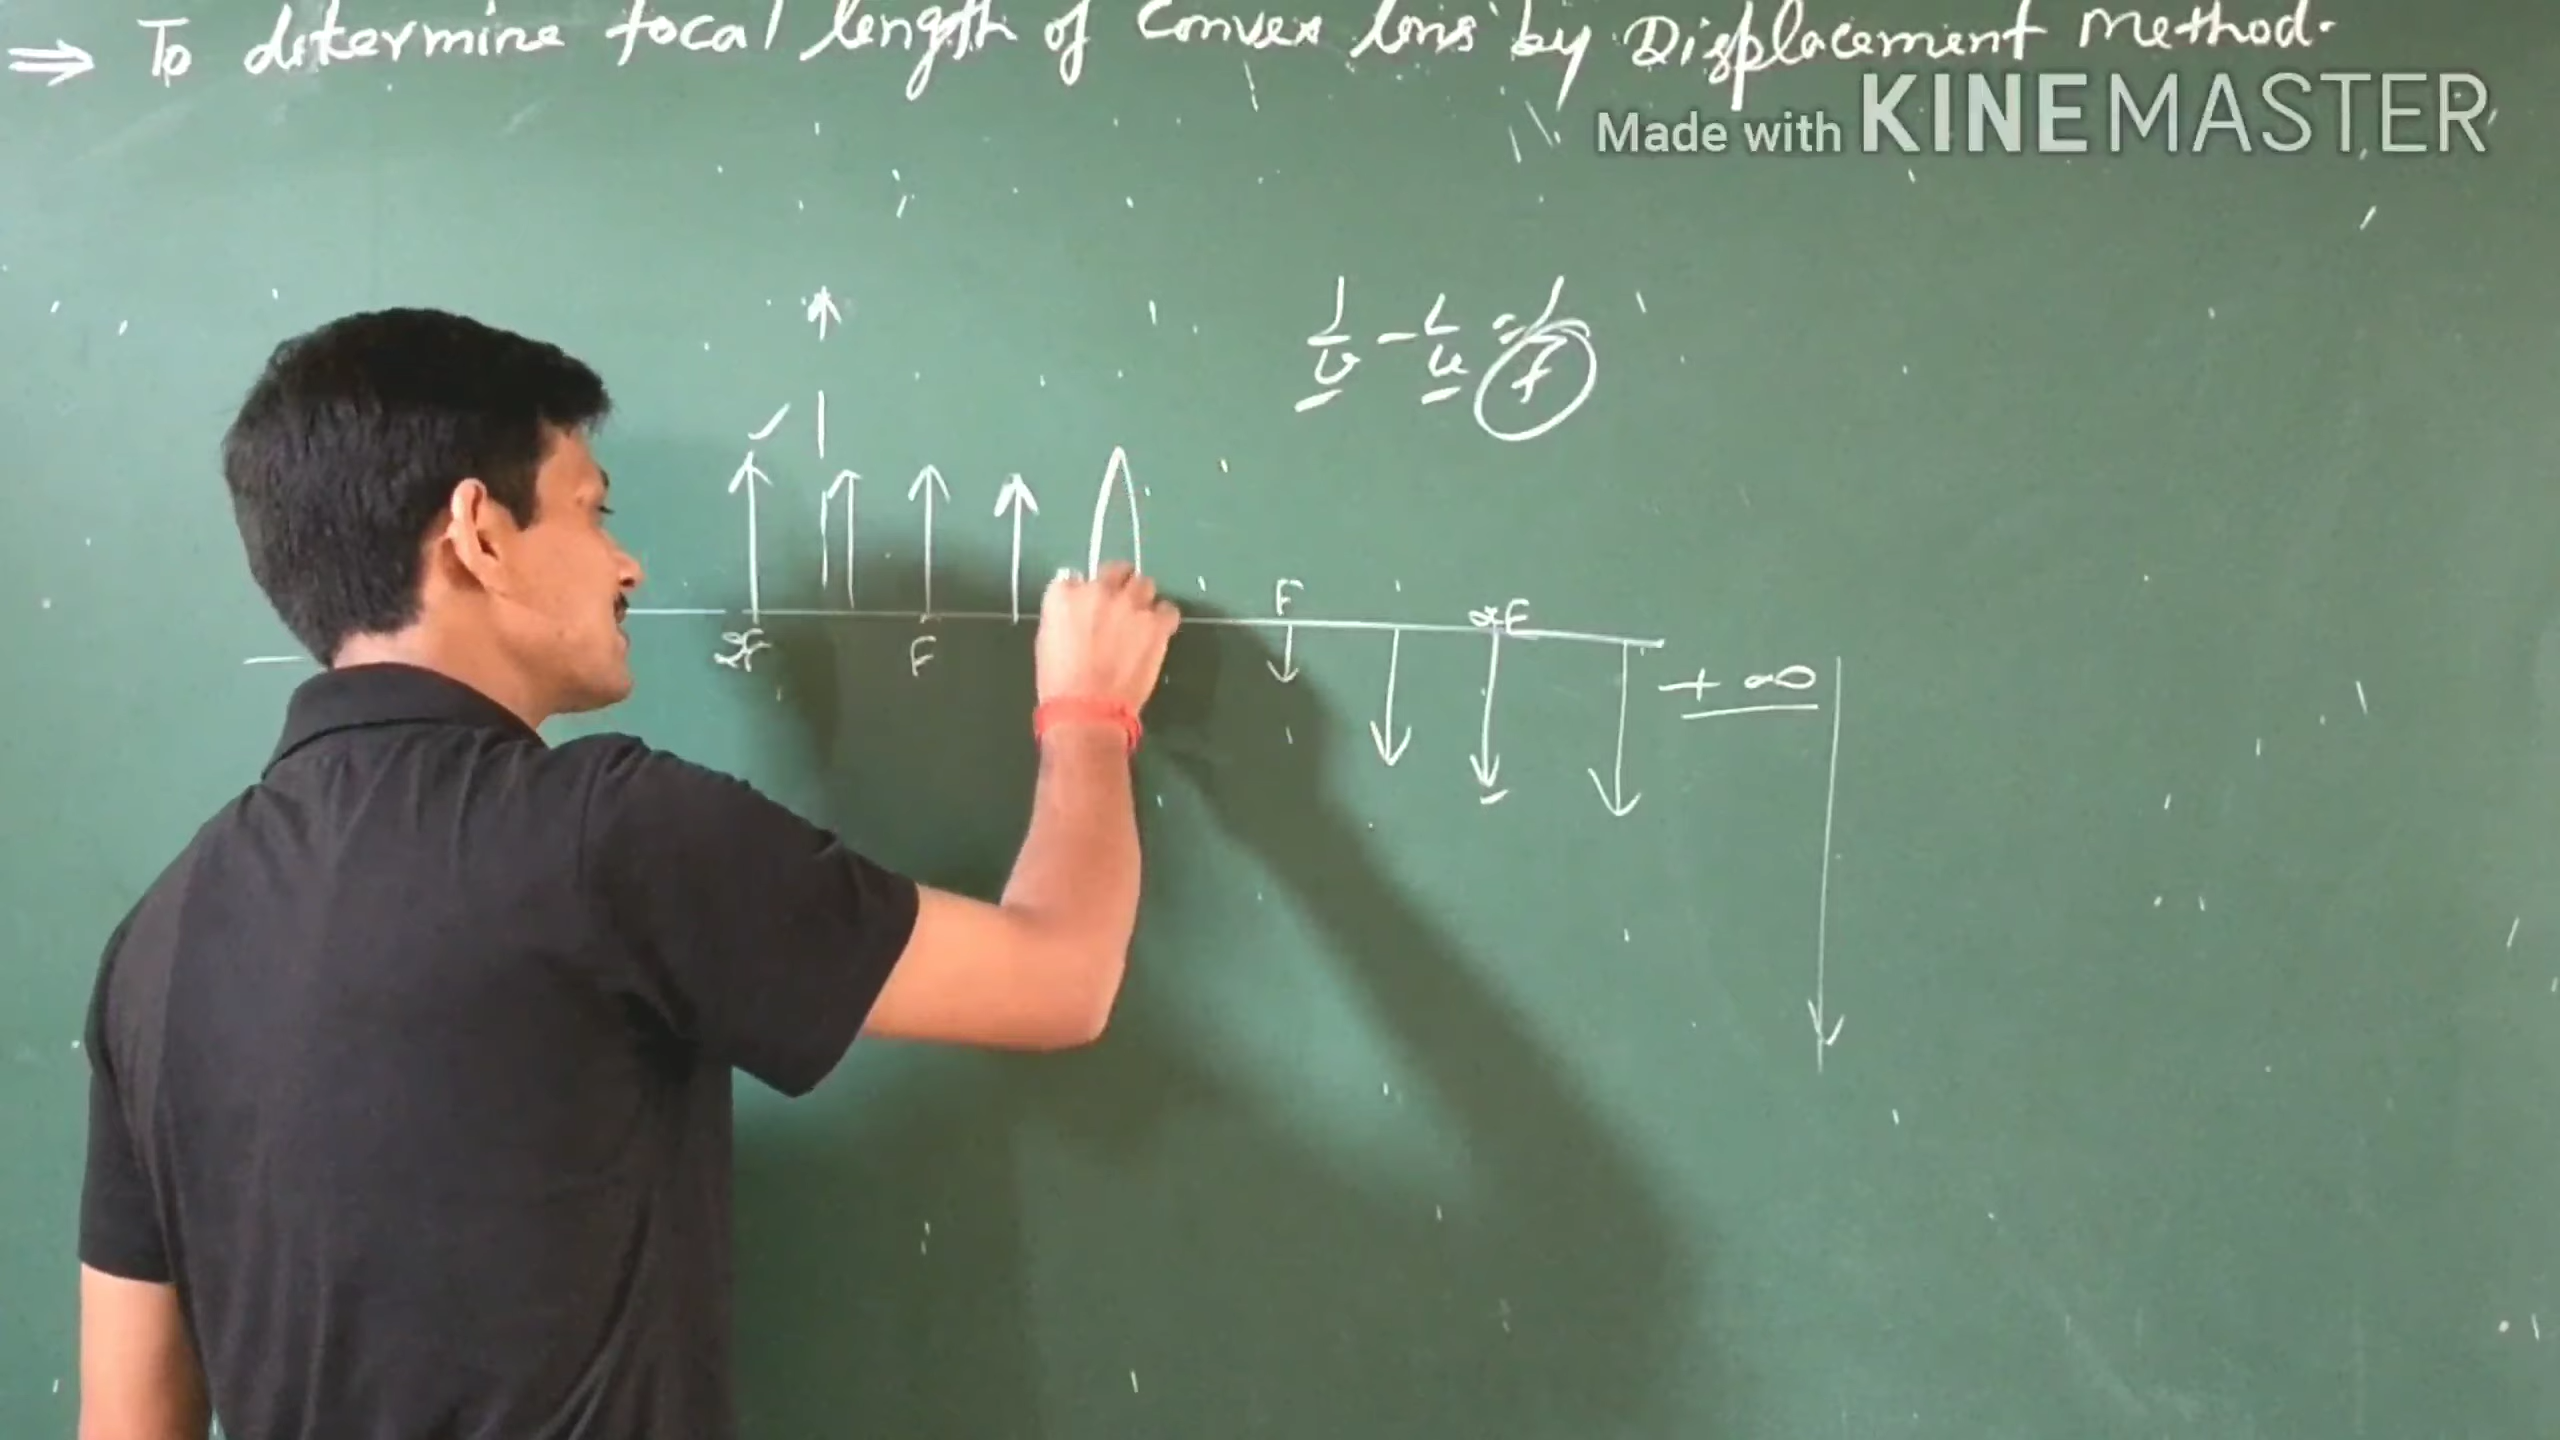 ⇒ To determine focal length of Convex lens by Displacement Method.
Made with KINEMASTER
1/v - 1/u = 1/f
F
2F
2F
F
+ ∞